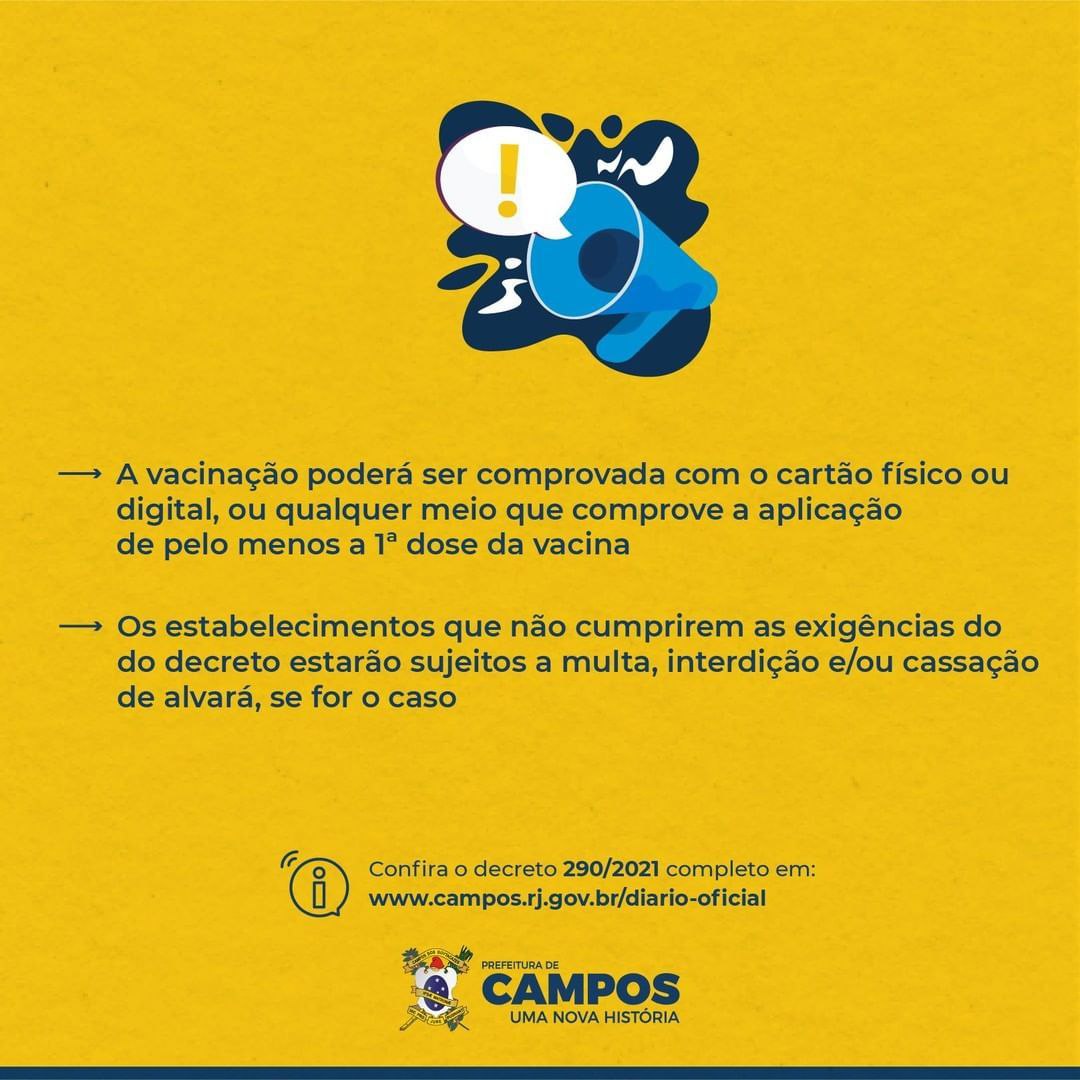 !
→ A vacinação poderá ser comprovada com o cartão físico ou
digital, ou qualquer meio que comprove a aplicação
de pelo menos a 1ª dose da vacina
→ Os estabelecimentos que não cumprirem as exigências do
do decreto estarão sujeitos a multa, interdição e/ou cassação
de alvará, se for o caso
Confira o decreto 290/2021 completo em:
www.campos.rj.gov.br/diario-oficial
PREFEITURA DE
CAMPOS
UMA NOVA HISTÓRIA